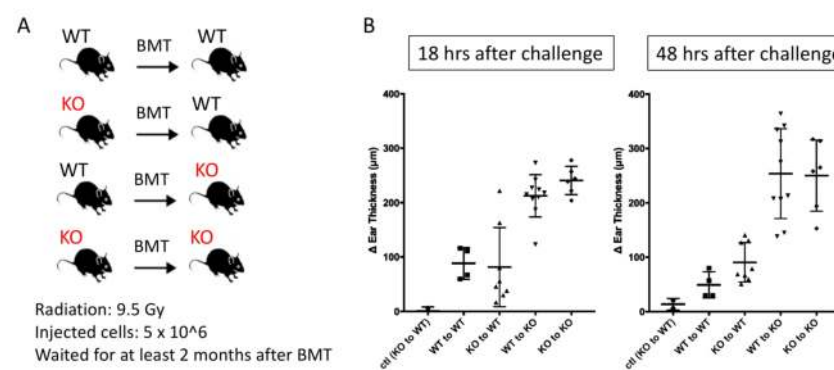 A
WT BMT WT
KO BMT WT
WT BMT KO
KO BMT KO
Radiation: 9.5 Gy
Injected cells: 5 x 10^6
Waited for at least 2 months after BMT
B
18 hrs after challenge
Δ Ear Thickness (μm)
400
300
200
100
0
ctl (KO to WT)
WT to WT
KO to WT
WT to KO
KO to KO
48 hrs after challenge
Δ Ear Thickness (μm)
400
300
200
100
0
ctl (KO to WT)
WT to WT
KO to WT
WT to KO
KO to KO